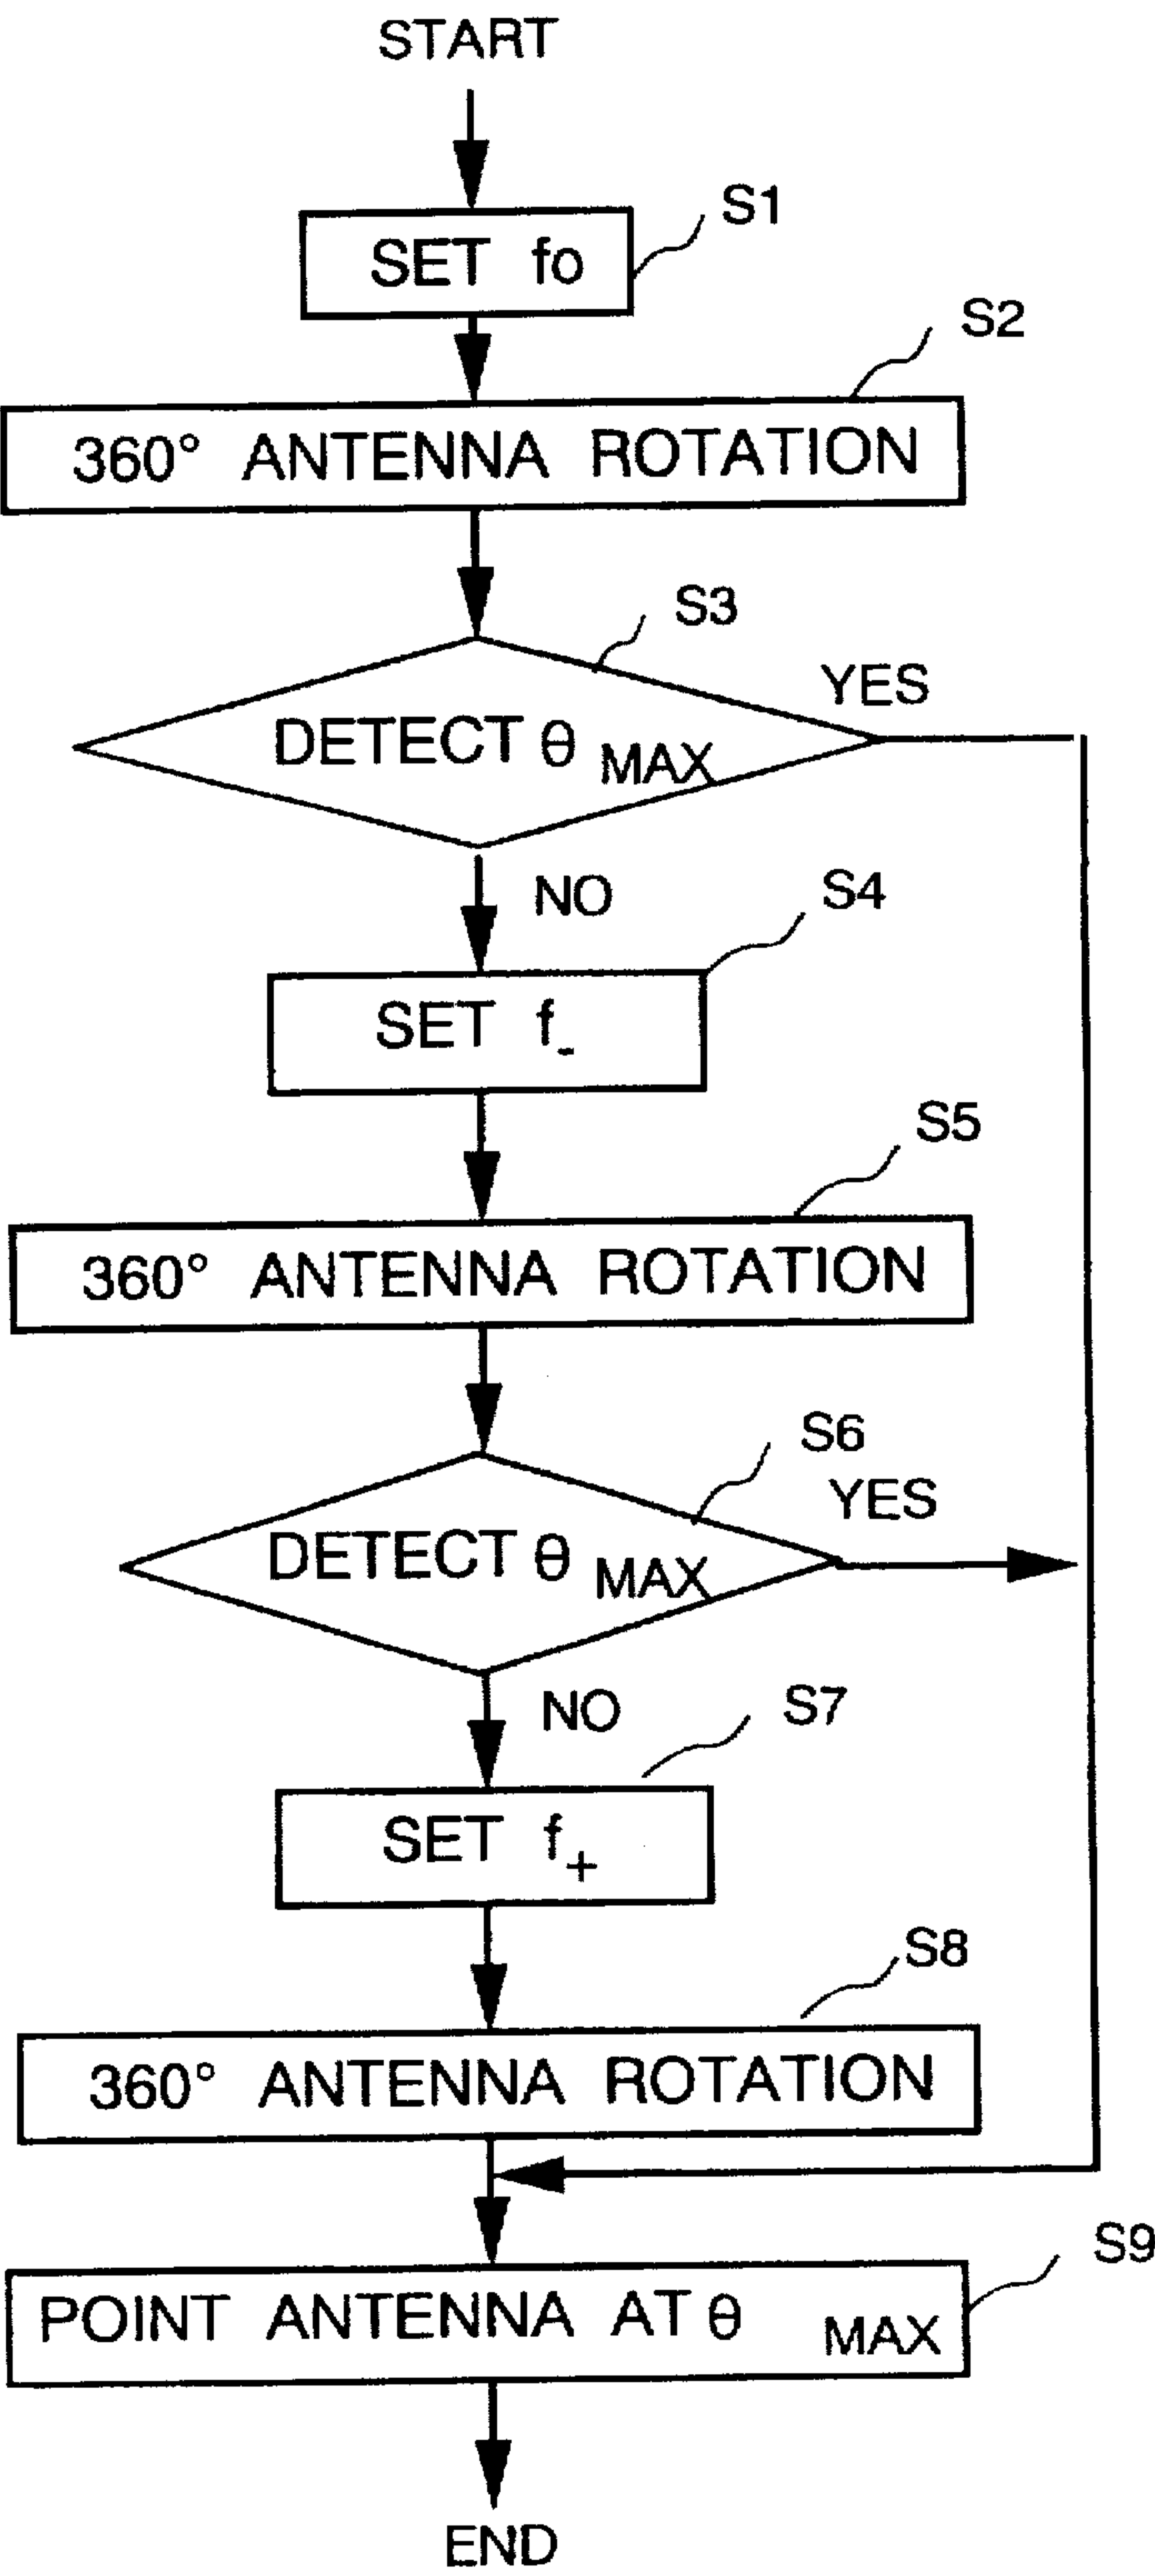 START
S1
SET fo
S2
360° ANTENNA ROTATION
S3
YES
DETECT θ MAX
NO
S4
SET f-
S5
360° ANTENNA ROTATION
S6
YES
DETECT θ MAX
NO
S7
SET f+
S8
360° ANTENNA ROTATION
S9
POINT ANTENNA AT θ MAX
END